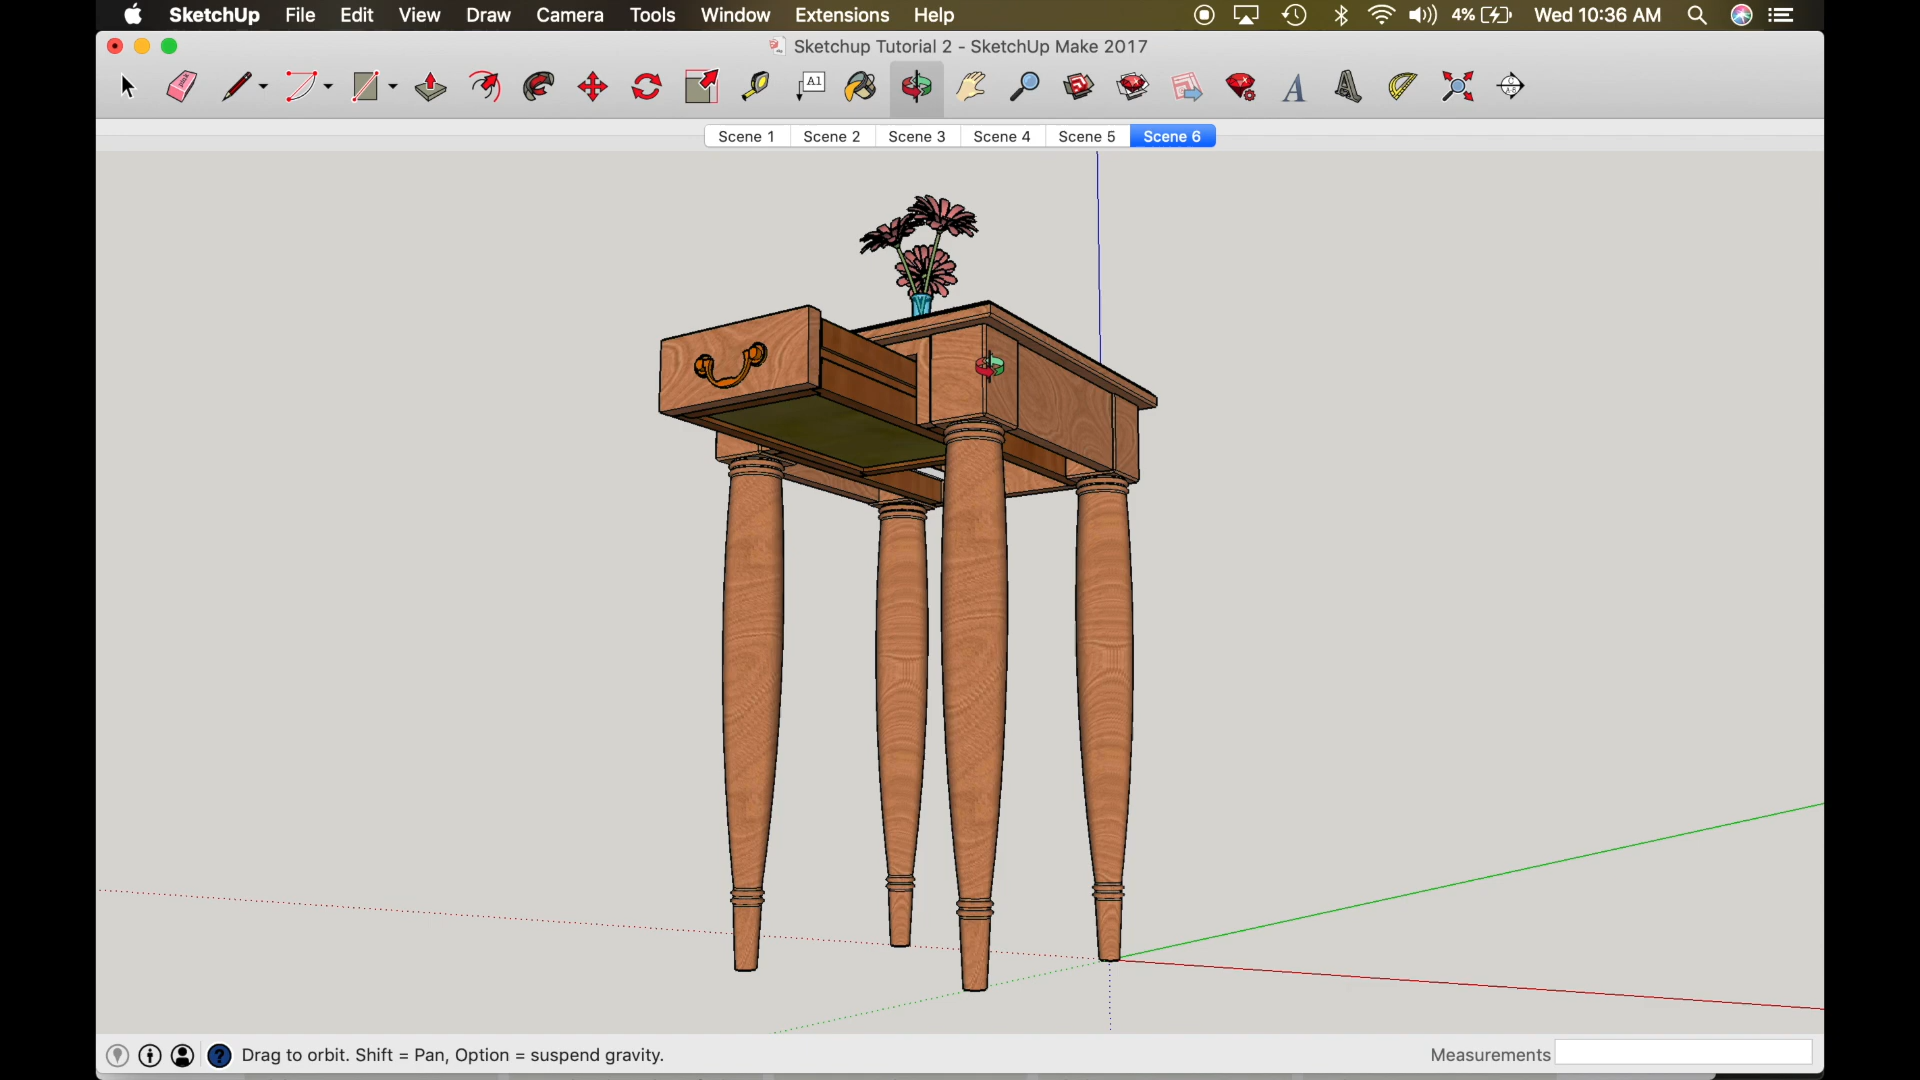 SketchUp File Edit View Draw Camera Tools Window Extensions Help 4% Wed 10:36 AM
Sketchup Tutorial 2 - SketchUp Make 2017
A1
Scene 1 Scene 2 Scene 3 Scene 4 Scene 5 Scene 6
Drag to orbit. Shift = Pan, Option = suspend gravity. Measurements